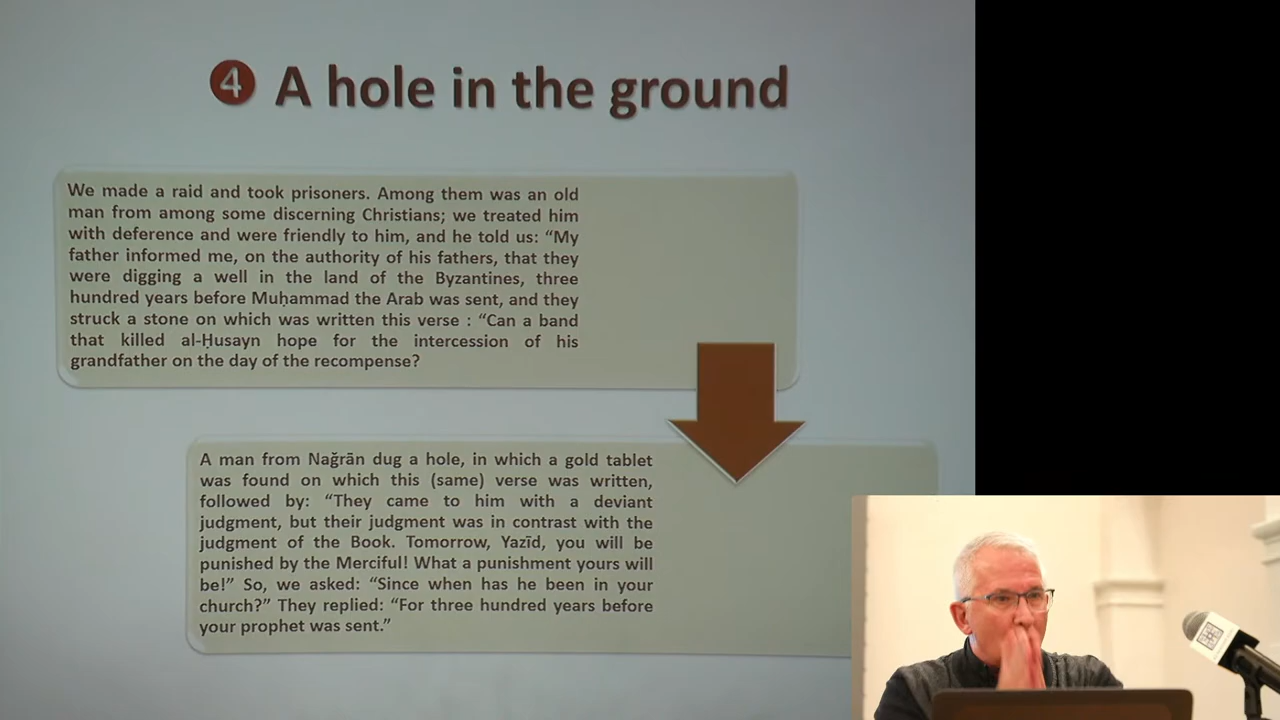 4 A hole in the ground
We made a raid and took prisoners. Among them was an old
man from among some discerning Christians; we treated him
with deference and were friendly to him, and he told us: “My
father informed me, on the authority of his fathers, that they
were digging a well in the land of the Byzantines, three
hundred years before Muḥammad the Arab was sent, and they
struck a stone on which was written this verse : “Can a band
that killed al-Ḥusayn hope for the intercession of his
grandfather on the day of the recompense?
A man from Naǧrān dug a hole, in which a gold tablet
was found on which this (same) verse was written,
followed by: “They came to him with a deviant
judgment, but their judgment was in contrast with the
judgment of the Book. Tomorrow, Yazīd, you will be
punished by the Merciful! What a punishment yours will
be!” So, we asked: “Since when has he been in your
church?” They replied: “For three hundred years before
your prophet was sent.”